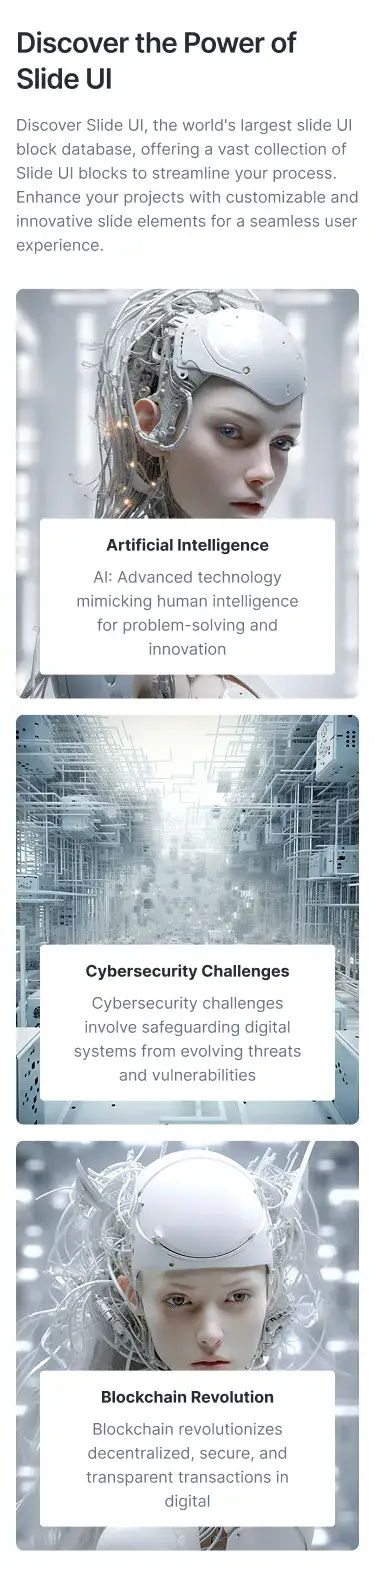 Discover the Power of
Slide UI
Discover Slide UI, the world's largest slide UI
block database, offering a vast collection of
Slide UI blocks to streamline your process.
Enhance your projects with customizable and
innovative slide elements for a seamless user
experience.
Artificial Intelligence
AI: Advanced technology
mimicking human intelligence
for problem-solving and
innovation
Cybersecurity Challenges
Cybersecurity challenges
involve safeguarding digital
systems from evolving threats
and vulnerabilities
Blockchain Revolution
Blockchain revolutionizes
decentralized, secure, and
transparent transactions in
digital